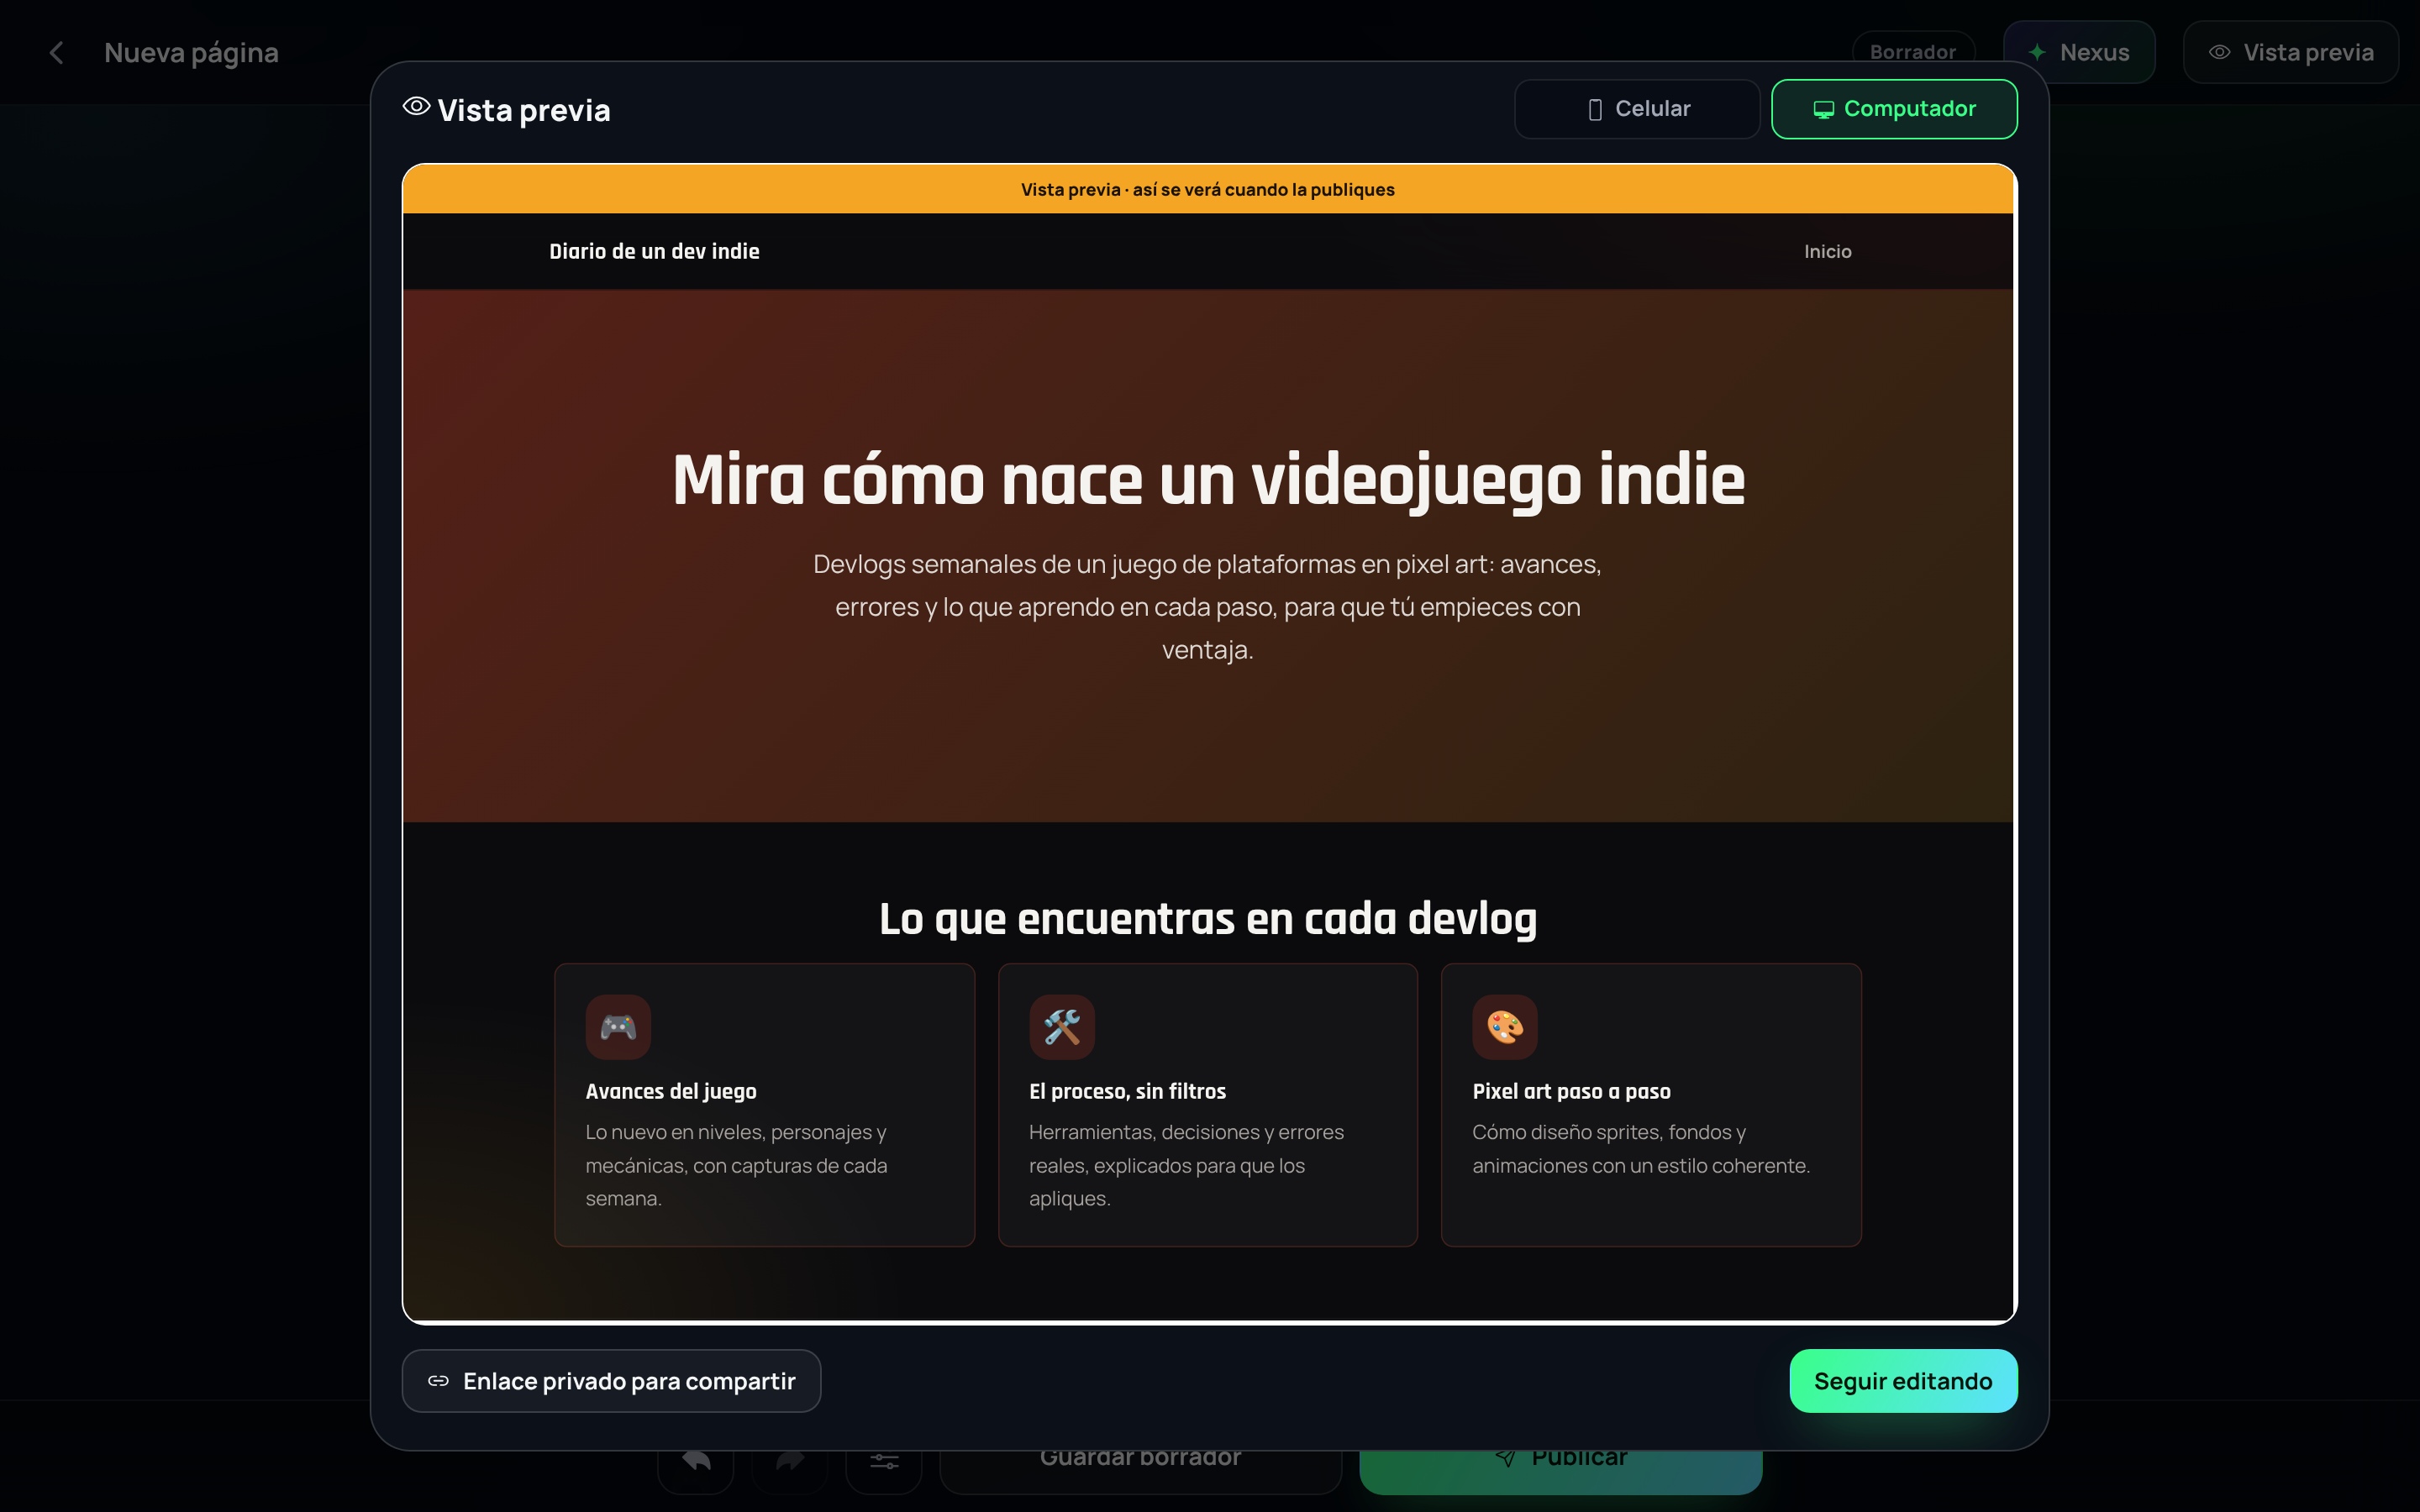 Nueva página
Borrador
Nexus
Vista previa
Vista previa
Celular
Computador
Vista previa · así se verá cuando la publiques
Diario de un dev indie
Inicio
Mira cómo nace un videojuego indie
Devlogs semanales de un juego de plataformas en pixel art: avances,
errores y lo que aprendo en cada paso, para que tú empieces con
ventaja.
Lo que encuentras en cada devlog
Avances del juego
Lo nuevo en niveles, personajes y
mecánicas, con capturas de cada
semana.
El proceso, sin filtros
Herramientas, decisiones y errores
reales, explicados para que los
apliques.
Pixel art paso a paso
Cómo diseño sprites, fondos y
animaciones con un estilo coherente.
Enlace privado para compartir
Seguir editando
Guardar borrador
Publicar